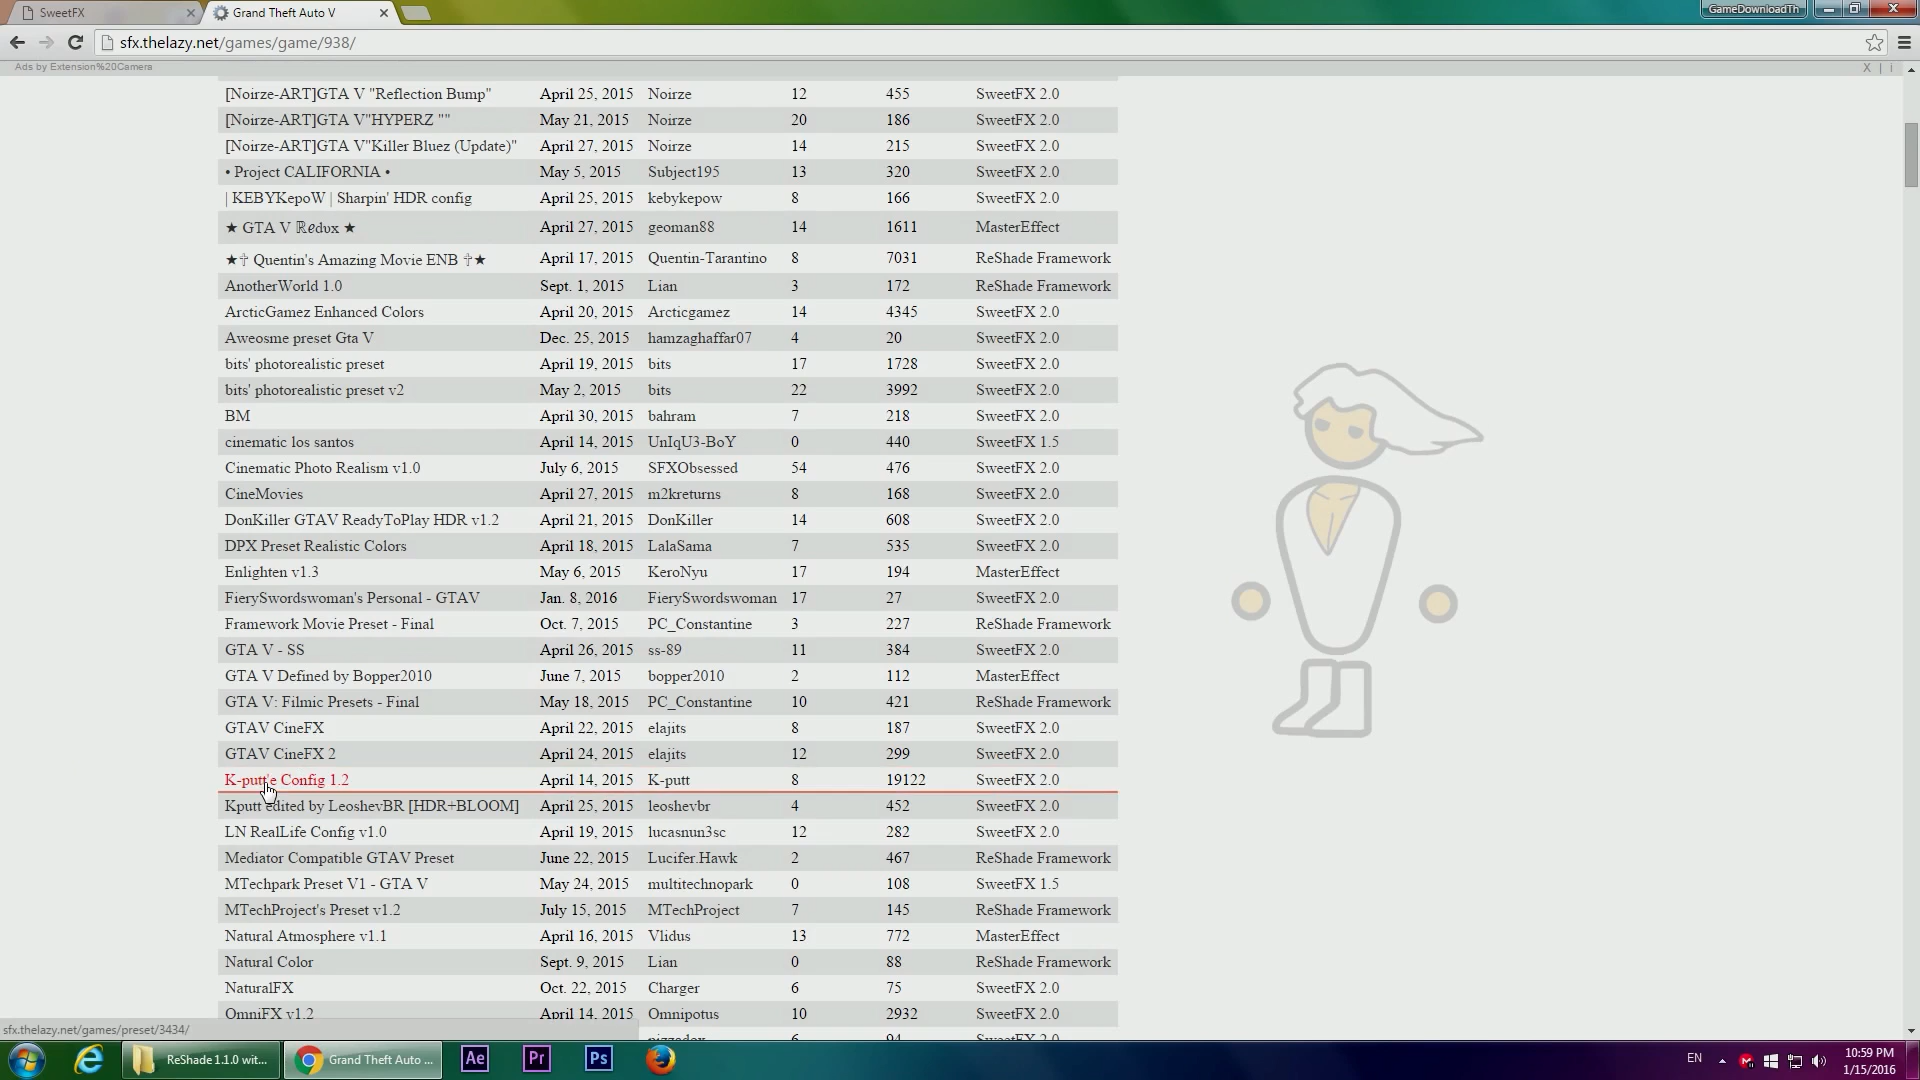 SweetFX
Grand Theft Auto V
GameDownloadTh
sfx.thelazy.net/games/game/938/
Ads by Extension%20Camera
X | i
[Noirze-ART]GTA V "Reflection Bump" April 25, 2015 Noirze 12 455 SweetFX 2.0
[Noirze-ART]GTA V"HYPERZ "" May 21, 2015 Noirze 20 186 SweetFX 2.0
[Noirze-ART]GTA V"Killer Bluez (Update)" April 27, 2015 Noirze 14 215 SweetFX 2.0
• Project CALIFORNIA • May 5, 2015 Subject195 13 320 SweetFX 2.0
| KEBYKepoW | Sharpin' HDR config April 25, 2015 kebykepow 8 166 SweetFX 2.0
★ GTA V ℝℯ𝒹υx ★ April 27, 2015 geoman88 14 1611 MasterEffect
★✝ Quentin's Amazing Movie ENB ✝★ April 17, 2015 Quentin-Tarantino 8 7031 ReShade Framework
AnotherWorld 1.0 Sept. 1, 2015 Lian 3 172 ReShade Framework
ArcticGamez Enhanced Colors April 20, 2015 Arcticgamez 14 4345 SweetFX 2.0
Aweosme preset Gta V Dec. 25, 2015 hamzaghaffar07 4 20 SweetFX 2.0
bits' photorealistic preset April 19, 2015 bits 17 1728 SweetFX 2.0
bits' photorealistic preset v2 May 2, 2015 bits 22 3992 SweetFX 2.0
BM April 30, 2015 bahram 7 218 SweetFX 2.0
cinematic los santos April 14, 2015 UnIqU3-BoY 0 440 SweetFX 1.5
Cinematic Photo Realism v1.0 July 6, 2015 SFXObsessed 54 476 SweetFX 2.0
CineMovies April 27, 2015 m2kreturns 8 168 SweetFX 2.0
DonKiller GTAV ReadyToPlay HDR v1.2 April 21, 2015 DonKiller 14 608 SweetFX 2.0
DPX Preset Realistic Colors April 18, 2015 LalaSama 7 535 SweetFX 2.0
Enlighten v1.3 May 6, 2015 KeroNyu 17 194 MasterEffect
FierySwordswoman's Personal - GTAV Jan. 8, 2016 FierySwordswoman 17 27 SweetFX 2.0
Framework Movie Preset - Final Oct. 7, 2015 PC_Constantine 3 227 ReShade Framework
GTA V - SS April 26, 2015 ss-89 11 384 SweetFX 2.0
GTA V Defined by Bopper2010 June 7, 2015 bopper2010 2 112 MasterEffect
GTA V: Filmic Presets - Final May 18, 2015 PC_Constantine 10 421 ReShade Framework
GTAV CineFX April 22, 2015 elajits 8 187 SweetFX 2.0
GTAV CineFX 2 April 24, 2015 elajits 12 299 SweetFX 2.0
K-putt'e Config 1.2 April 14, 2015 K-putt 8 19122 SweetFX 2.0
Kputt edited by LeoshevBR [HDR+BLOOM] April 25, 2015 leoshevbr 4 452 SweetFX 2.0
LN RealLife Config v1.0 April 19, 2015 lucasnun3sc 12 282 SweetFX 2.0
Mediator Compatible GTAV Preset June 22, 2015 Lucifer.Hawk 2 467 ReShade Framework
MTechpark Preset V1 - GTA V May 24, 2015 multitechnopark 0 108 SweetFX 1.5
MTechProject's Preset v1.2 July 15, 2015 MTechProject 7 145 ReShade Framework
Natural Atmosphere v1.1 April 16, 2015 Vlidus 13 772 MasterEffect
Natural Color Sept. 9, 2015 Lian 0 88 ReShade Framework
NaturalFX Oct. 22, 2015 Charger 6 75 SweetFX 2.0
OmniFX v1.2 April 14, 2015 Omnipotus 10 2932 SweetFX 2.0
sfx.thelazy.net/games/preset/3434/
ReShade 1.1.0 wit...
Grand Theft Auto ...
Ae
Pr
Ps
EN
10:59 PM
1/15/2016